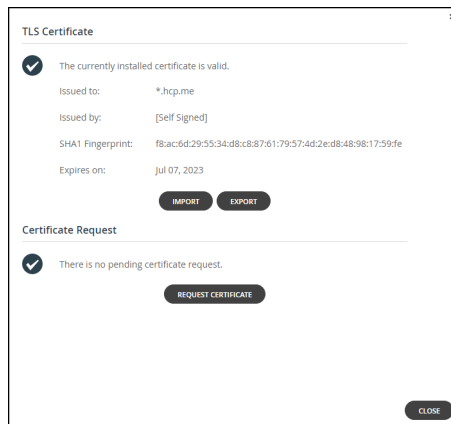 TLS Certificate
The currently installed certificate is valid.
Issued to: *.hcp.me
Issued by: [Self Signed]
SHA1 Fingerprint: f8:ac:6d:29:55:34:d8:c8:87:61:79:57:4d:2e:d8:48:98:17:59:fe
Expires on: Jul 07, 2023
IMPORT EXPORT
Certificate Request
There is no pending certificate request.
REQUEST CERTIFICATE
CLOSE